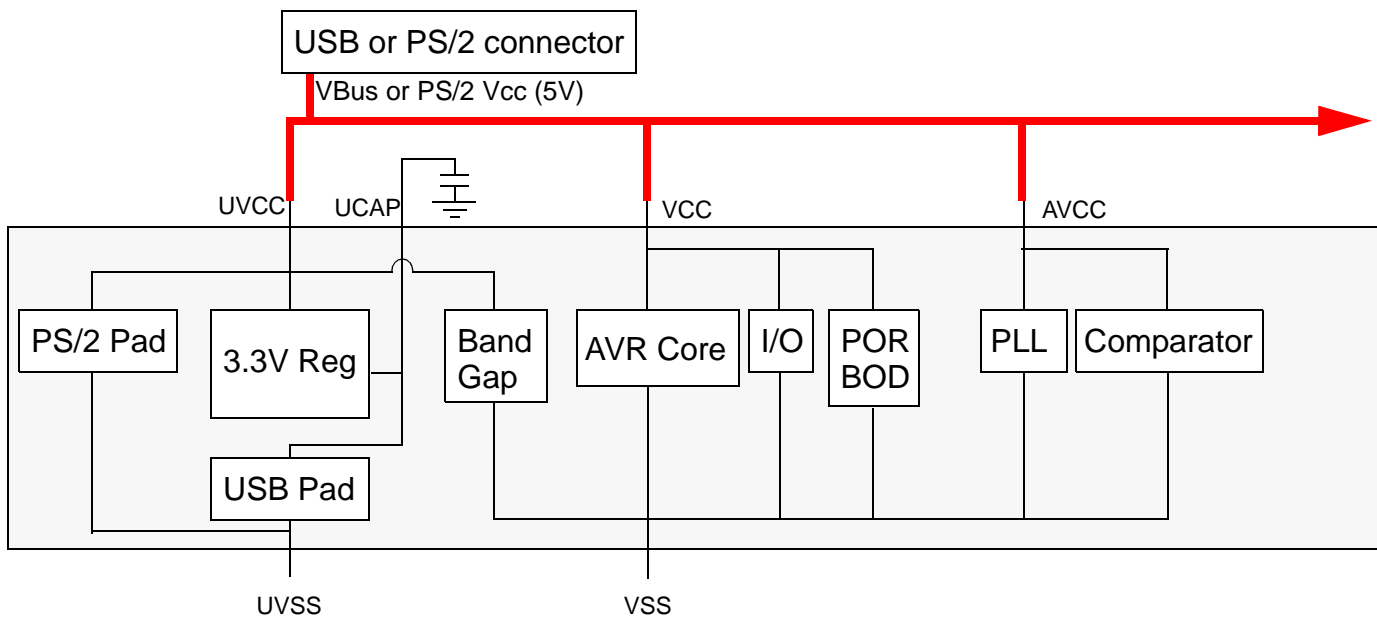 USB or PS/2 connector
VBus or PS/2 Vcc (5V)
UVCC
UCAP
VCC
AVCC
PS/2 Pad
3.3V Reg
Band
Gap
AVR Core
I/O
POR
BOD
PLL
Comparator
USB Pad
UVSS
VSS